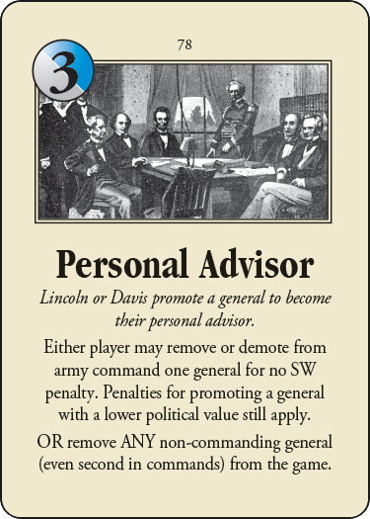 78
3
Personal Advisor
Lincoln or Davis promote a general to become
their personal advisor.
Either player may remove or demote from
army command one general for no SW
penalty. Penalties for promoting a general
with a lower political value still apply.
OR remove ANY non-commanding general
(even second in commands) from the game.